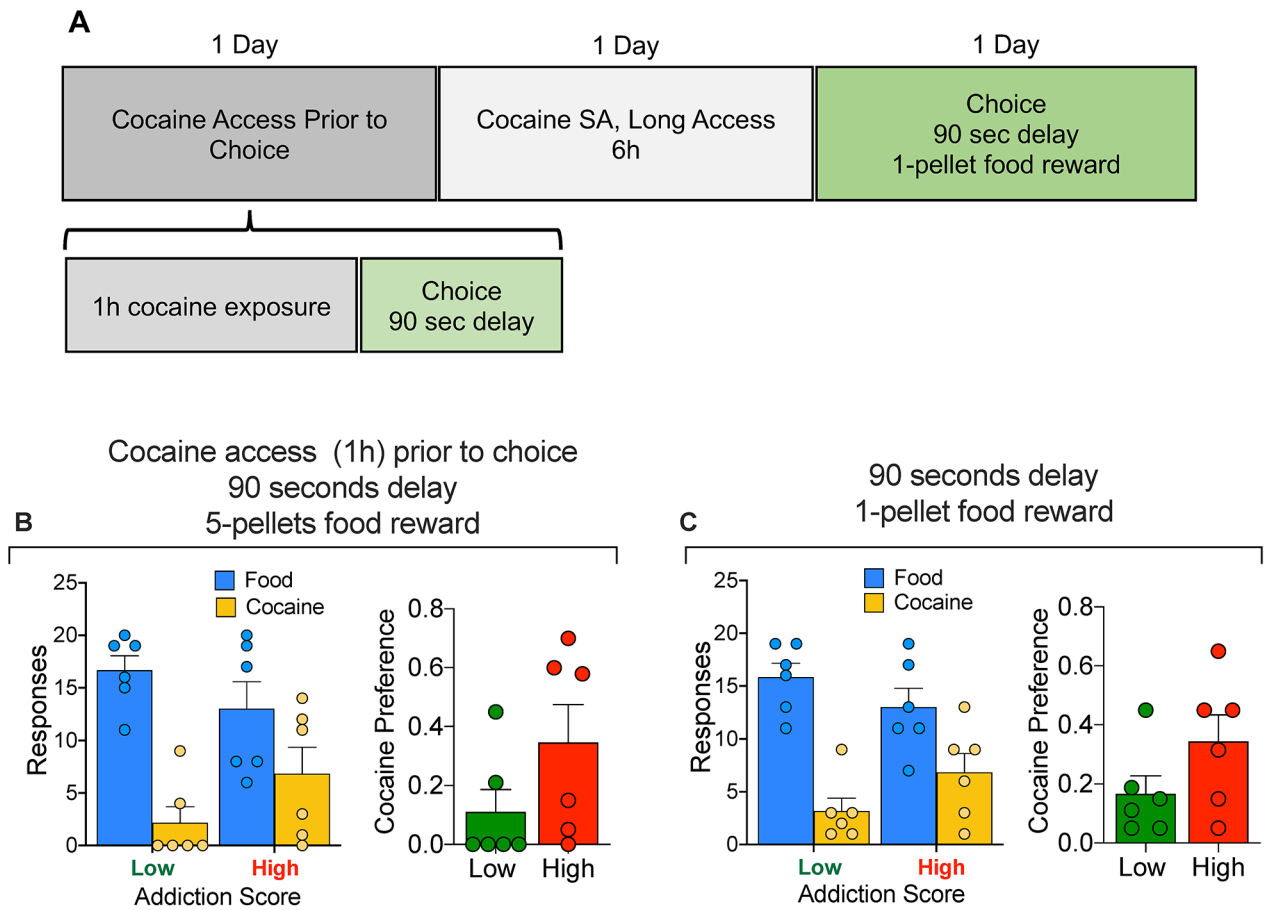 A
1 Day
1 Day
1 Day
Cocaine Access Prior to
Choice
Cocaine SA, Long Access
6h
Choice
90 sec delay
1-pellet food reward
1h cocaine exposure
Choice
90 sec delay
B
Cocaine access (1h) prior to choice
90 seconds delay
5-pellets food reward
Food
Cocaine
Responses
25
20
15
10
5
0
Low
High
Addiction Score
Cocaine Preference
0.8
0.6
0.4
0.2
0.0
Low
High
C
90 seconds delay
1-pellet food reward
Food
Cocaine
Responses
25
20
15
10
5
0
Low
High
Addiction Score
Cocaine Preference
0.8
0.6
0.4
0.2
0.0
Low
High